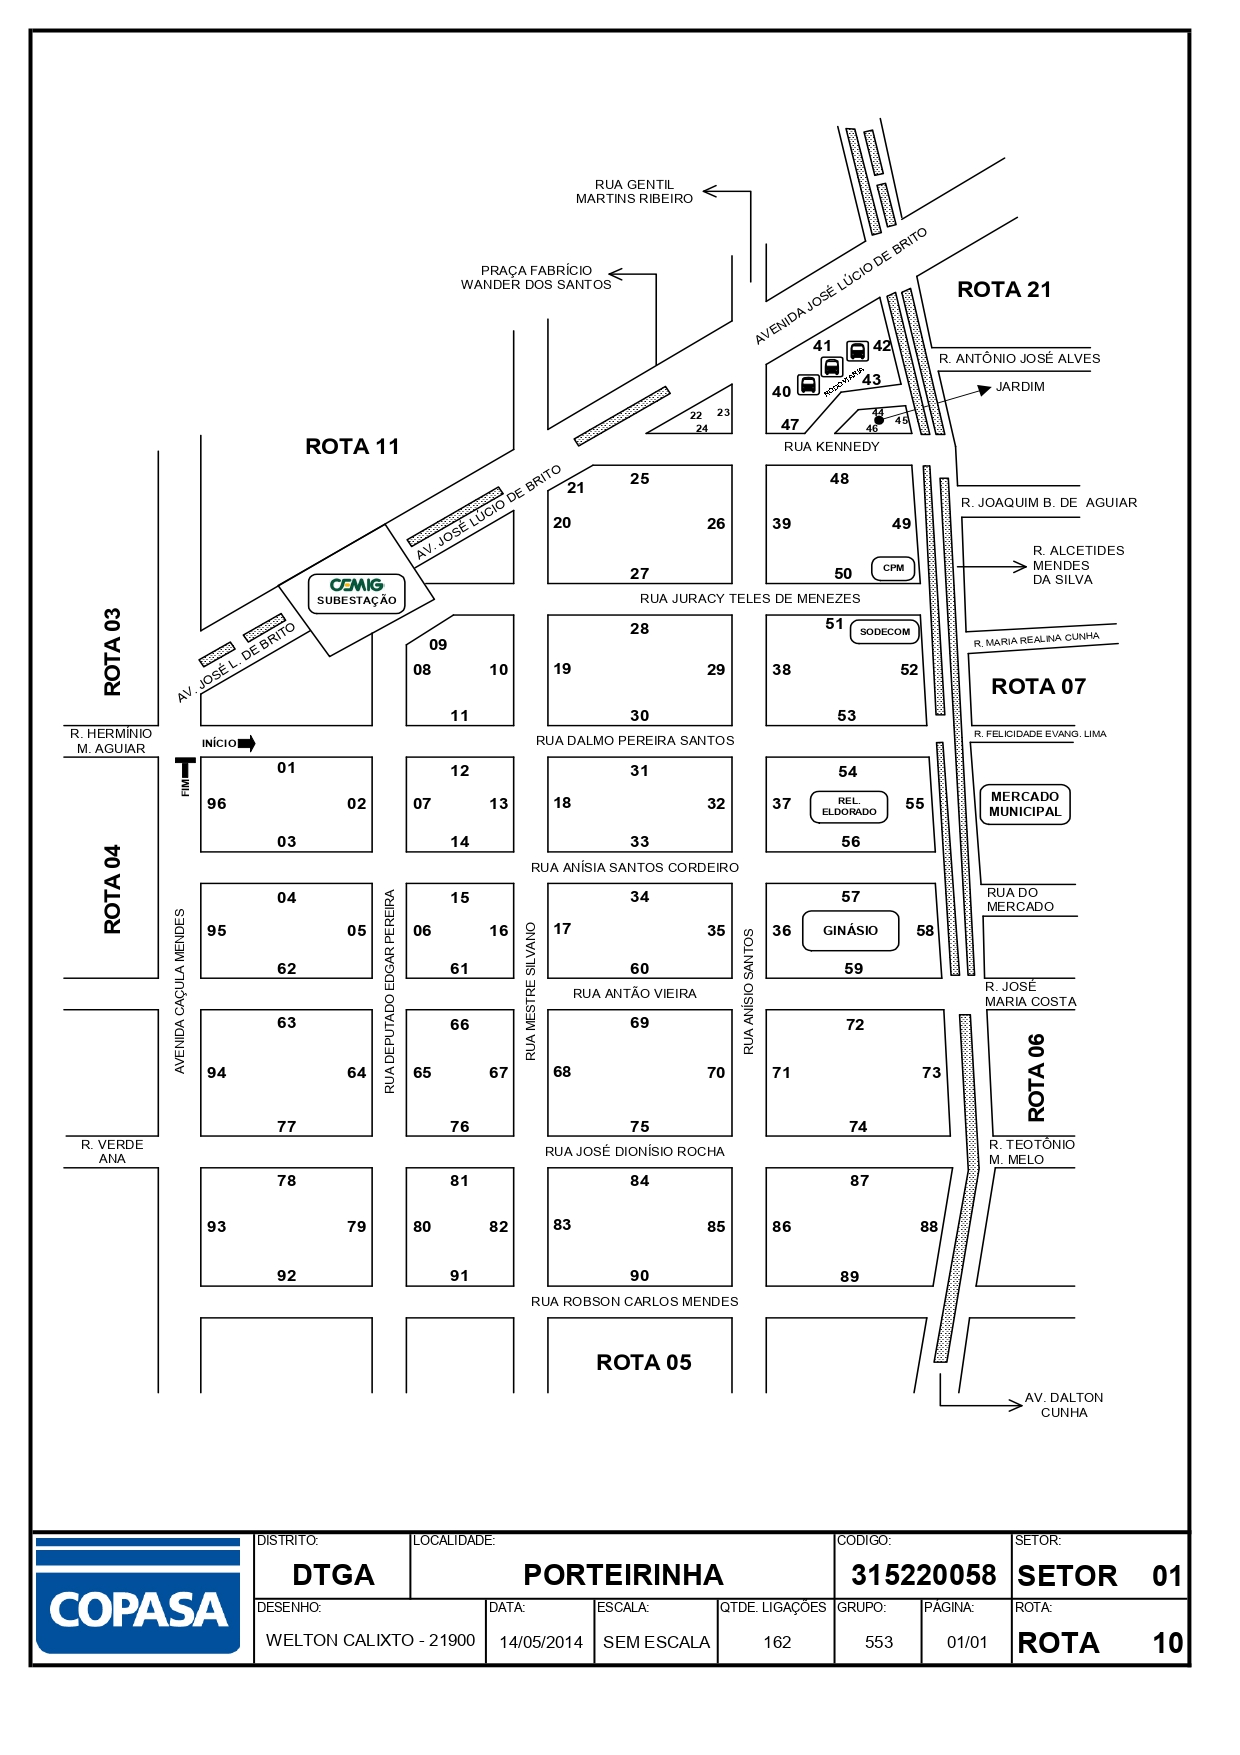 RUA GENTIL
MARTINS RIBEIRO
PRAÇA FABRÍCIO
WANDER DOS SANTOS
AVENIDA JOSÉ LÚCIO DE BRITO
ROTA 21
R. ANTÔNIO JOSÉ ALVES
JARDIM
41
42
40
43
RODOVIÁRIA
47
44
45
46
22
23
24
RUA KENNEDY
ROTA 11
AV. JOSÉ LÚCIO DE BRITO
21
25
20
26
27
48
39
49
50
CPM
R. JOAQUIM B. DE AGUIAR
R. ALCETIDES
MENDES
DA SILVA
CEMIG
SUBESTAÇÃO
RUA JURACY TELES DE MENEZES
ROTA 03
AV. JOSÉ L. DE BRITO
09
08
10
11
28
19
29
30
51
SODECOM
38
52
53
R. MARIA REALINA CUNHA
ROTA 07
R. HERMÍNIO
M. AGUIAR
INÍCIO
RUA DALMO PEREIRA SANTOS
R. FELICIDADE EVANG. LIMA
FIM
01
96
02
03
12
07
13
14
31
18
32
33
54
37
REL.
ELDORADO
55
56
MERCADO
MUNICIPAL
ROTA 04
RUA ANÍSIA SANTOS CORDEIRO
RUA DO
MERCADO
04
95
05
62
15
06
16
61
34
17
35
60
57
36
GINÁSIO
58
59
AVENIDA CAÇULA MENDES
RUA DEPUTADO EDGAR PEREIRA
RUA MESTRE SILVANO
RUA ANÍSIO SANTOS
RUA ANTÃO VIEIRA
R. JOSÉ
MARIA COSTA
63
94
64
77
66
65
67
76
69
68
70
75
72
71
73
74
ROTA 06
R. VERDE
ANA
RUA JOSÉ DIONÍSIO ROCHA
R. TEOTÔNIO
M. MELO
78
93
79
92
81
80
82
91
84
83
85
90
87
86
88
89
RUA ROBSON CARLOS MENDES
ROTA 05
AV. DALTON
CUNHA
COPASA
DISTRITO:
DTGA
LOCALIDADE:
PORTEIRINHA
CODIGO:
315220058
SETOR:
SETOR 01
DESENHO:
WELTON CALIXTO - 21900
DATA:
14/05/2014
ESCALA:
SEM ESCALA
QTDE. LIGAÇÕES
162
GRUPO:
553
PÁGINA:
01/01
ROTA:
ROTA 10